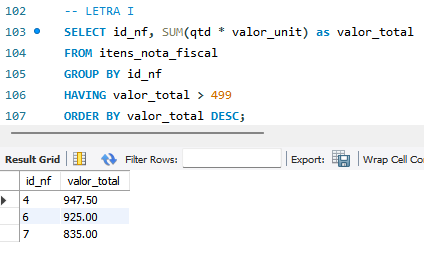 102 -- LETRA I
103 SELECT id_nf, SUM(qtd * valor_unit) as valor_total
104 FROM itens_nota_fiscal
105 GROUP BY id_nf
106 HAVING valor_total > 499
107 ORDER BY valor_total DESC;
Result Grid Filter Rows: Export: Wrap Cell Co
id_nf valor_total
4 947.50
6 925.00
7 835.00